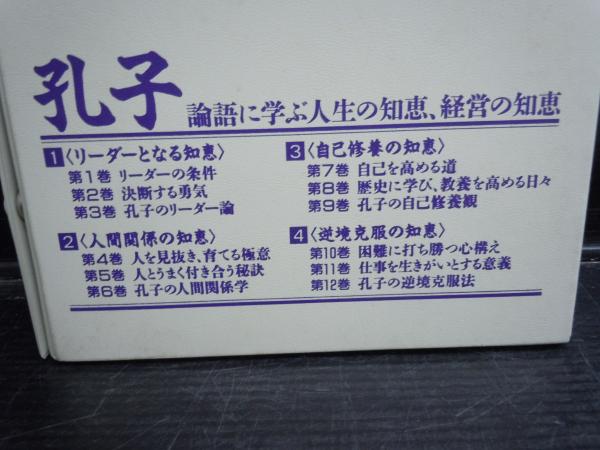 孔子
論語に学ぶ人生の知恵、経営の知恵
1〈リーダーとなる知恵〉
第1巻 リーダーの条件
第2巻 決断する勇気
第3巻 孔子のリーダー論
2〈人間関係の知恵〉
第4巻 人を見抜き、育てる極意
第5巻 人とうまく付き合う秘訣
第6巻 孔子の人間関係学
3〈自己修養の知恵〉
第7巻 自己を高める道
第8巻 歴史に学び、教養を高める日々
第9巻 孔子の自己修養観
4〈逆境克服の知恵〉
第10巻 困難に打ち勝つ心構え
第11巻 仕事を生きがいとする意義
第12巻 孔子の逆境克服法